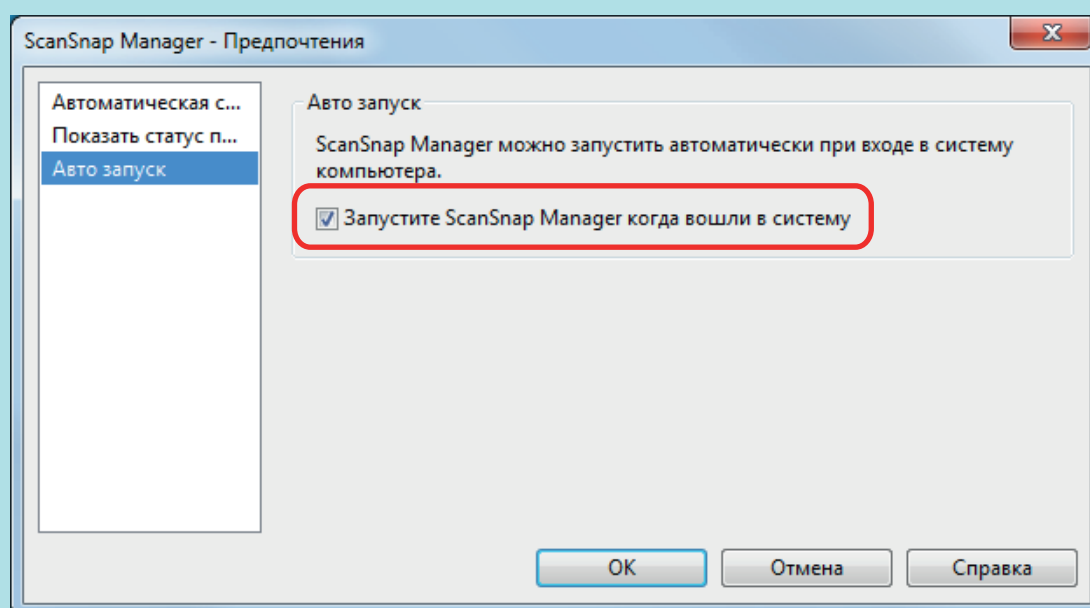 ScanSnap Manager - Предпочтения
Автоматическая с...
Показать статус п...
Авто запуск
Авто запуск
ScanSnap Manager можно запустить автоматически при входе в систему
компьютера.
Запустите ScanSnap Manager когда вошли в систему
OK
Отмена
Справка